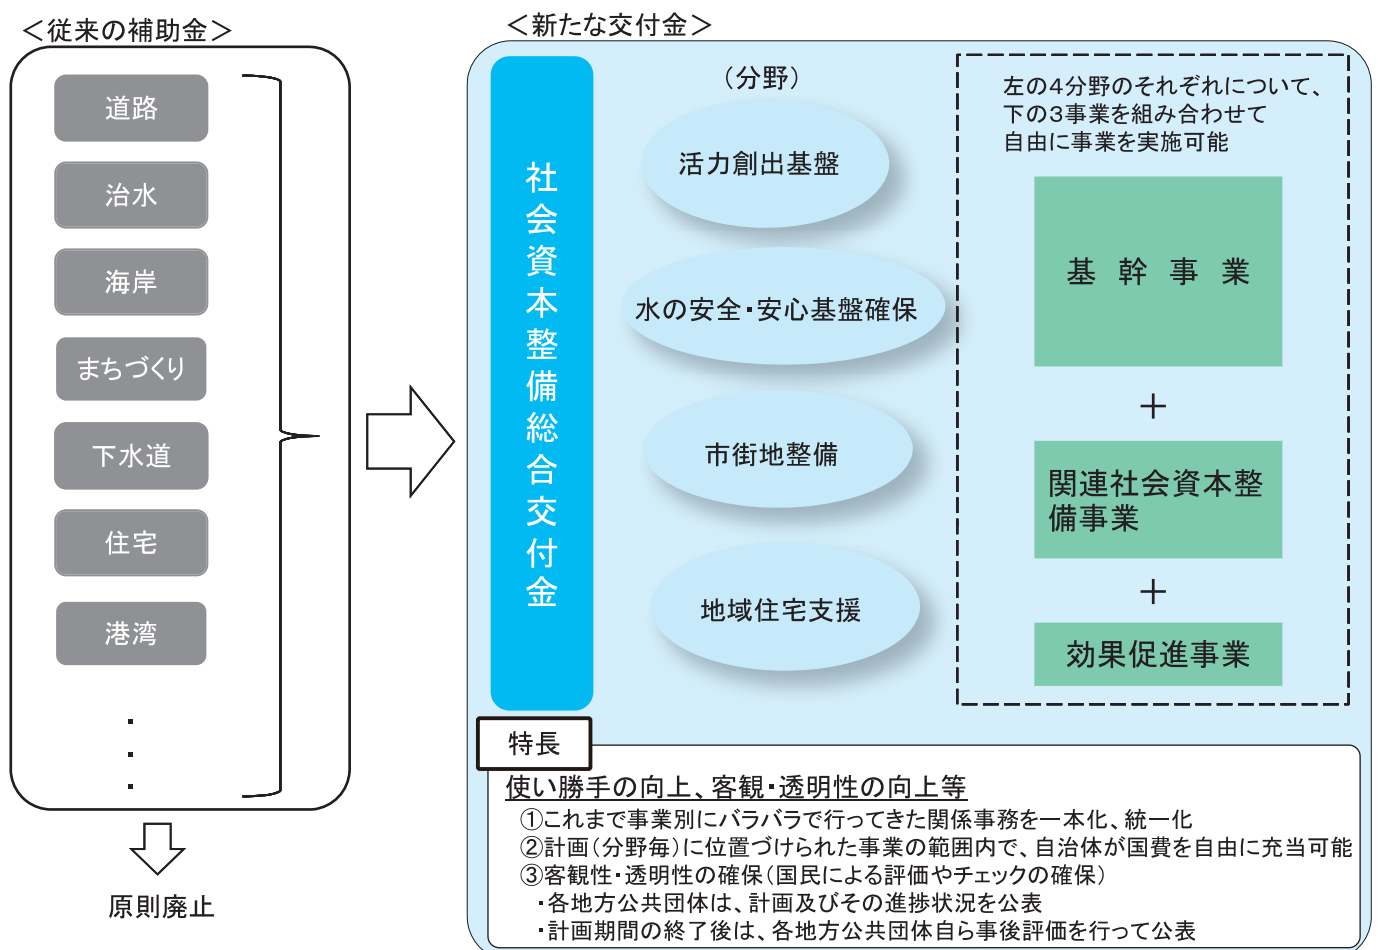 ＜従来の補助金＞
道路
治水
海岸
まちづくり
下水道
住宅
港湾
・
・
・
原則廃止
＜新たな交付金＞
社会資本整備総合交付金
（分野）
活力創出基盤
水の安全・安心基盤確保
市街地整備
地域住宅支援
左の４分野のそれぞれについて、
下の３事業を組み合わせて
自由に事業を実施可能
基幹事業
＋
関連社会資本整
備事業
＋
効果促進事業
特長
使い勝手の向上、客観・透明性の向上等
①これまで事業別にバラバラで行ってきた関係事務を一本化、統一化
②計画（分野毎）に位置づけられた事業の範囲内で、自治体が国費を自由に充当可能
③客観性・透明性の確保（国民による評価やチェックの確保）
・各地方公共団体は、計画及びその進捗状況を公表
・計画期間の終了後は、各地方公共団体自ら事後評価を行って公表